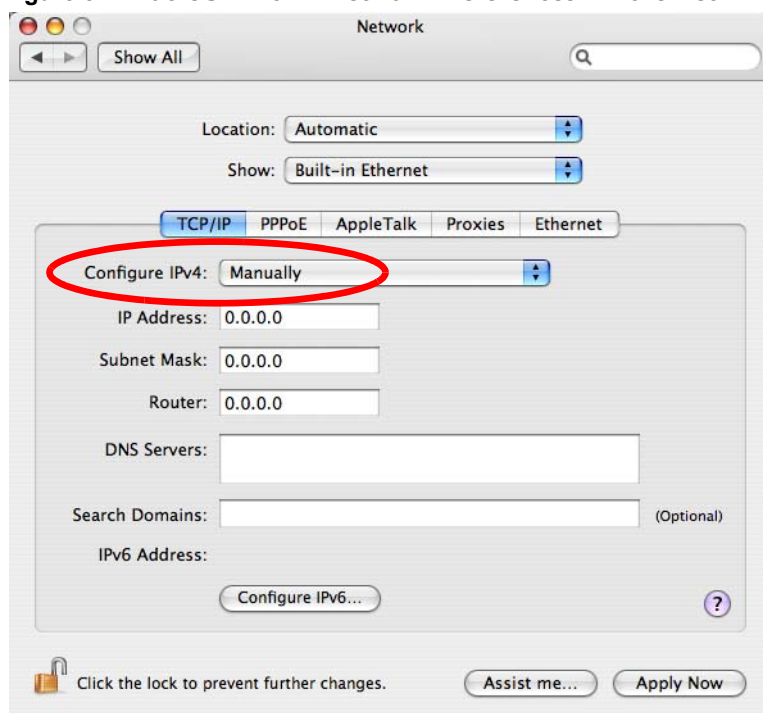 Network
Show All
Location: Automatic
Show: Built-in Ethernet
TCP/IP PPPoE AppleTalk Proxies Ethernet
Configure IPv4: Manually
IP Address: 0.0.0.0
Subnet Mask: 0.0.0.0
Router: 0.0.0.0
DNS Servers:
Search Domains: (Optional)
IPv6 Address:
Configure IPv6...
?
Click the lock to prevent further changes. Assist me... Apply Now